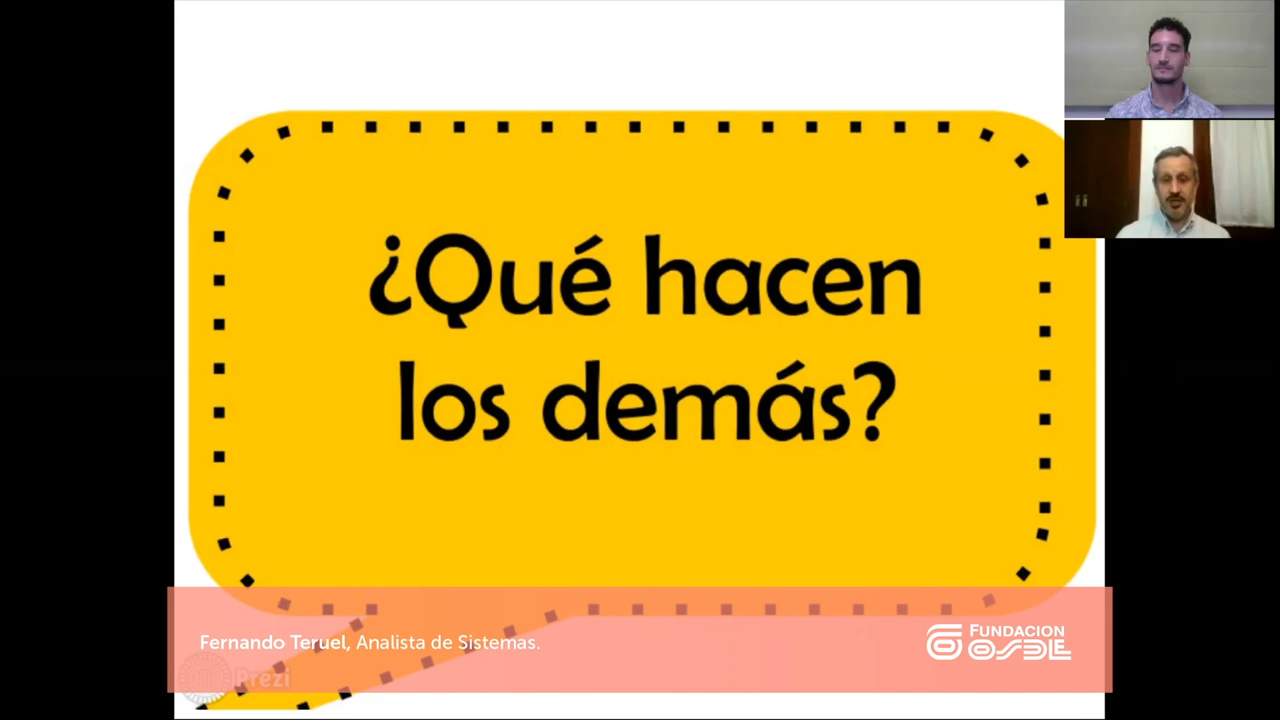 ¿Qué hacen
los demás?
Fernando Teruel, Analista de Sistemas.
FUNDACION
OSDE
Prezi